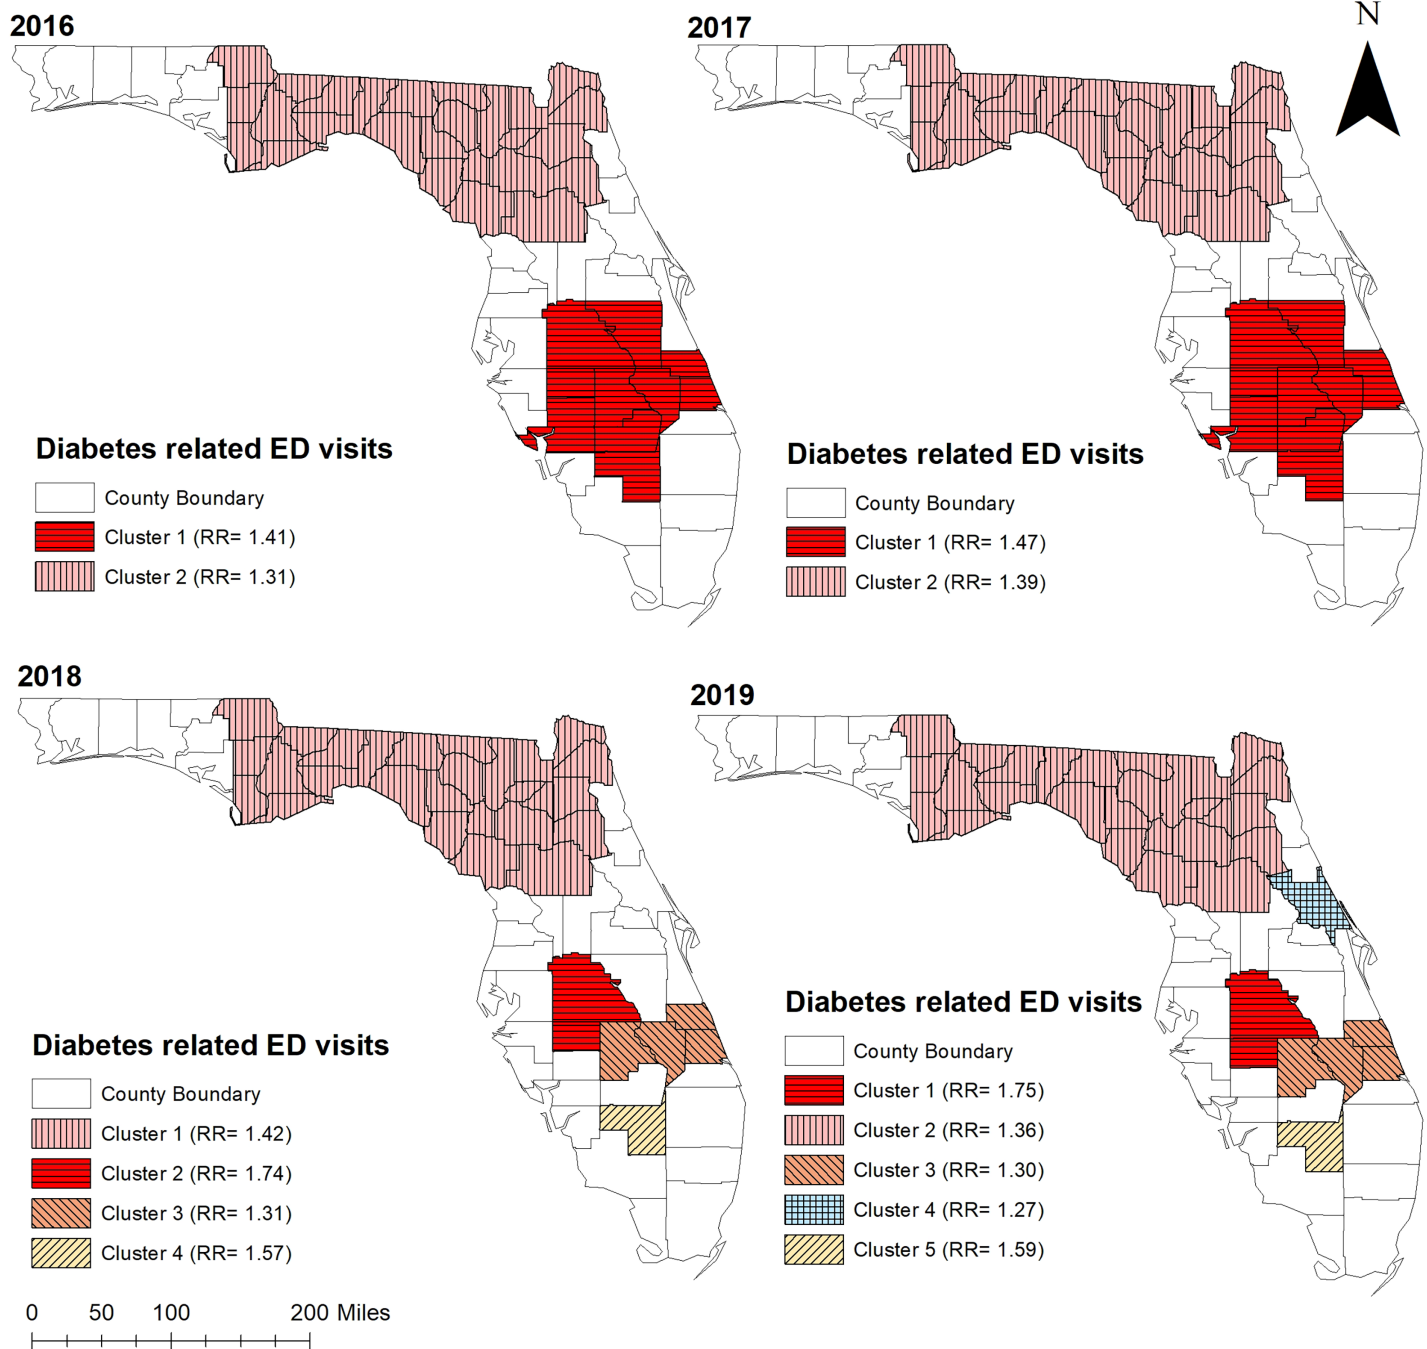 2016
2017
N
Diabetes related ED visits
County Boundary
Cluster 1 (RR= 1.41)
Cluster 2 (RR= 1.31)
Diabetes related ED visits
County Boundary
Cluster 1 (RR= 1.47)
Cluster 2 (RR= 1.39)
2018
2019
Diabetes related ED visits
County Boundary
Cluster 1 (RR= 1.42)
Cluster 2 (RR= 1.74)
Cluster 3 (RR= 1.31)
Cluster 4 (RR= 1.57)
0 50 100 200 Miles
Diabetes related ED visits
County Boundary
Cluster 1 (RR= 1.75)
Cluster 2 (RR= 1.36)
Cluster 3 (RR= 1.30)
Cluster 4 (RR= 1.27)
Cluster 5 (RR= 1.59)